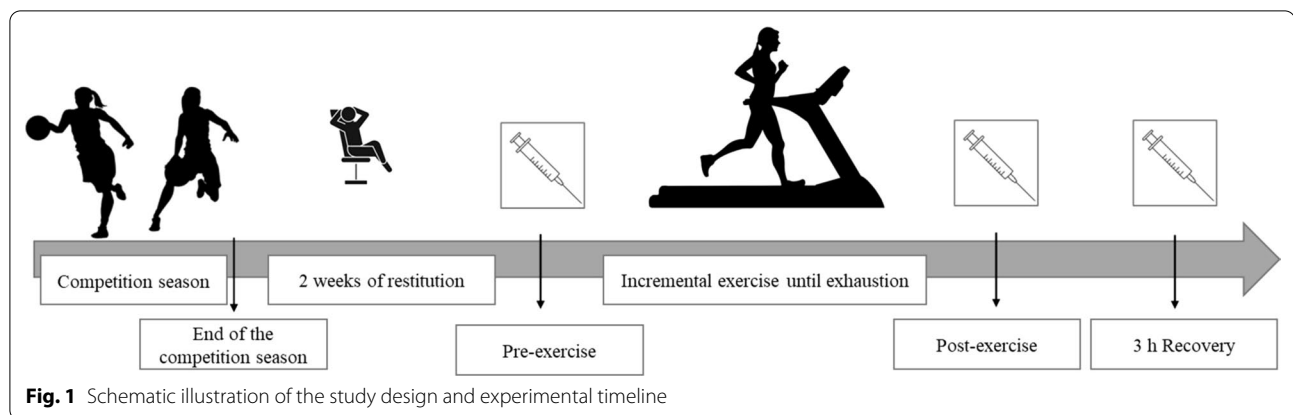 Competition season
2 weeks of restitution
Incremental exercise until exhaustion
End of the
competition season
Pre-exercise
Post-exercise
3 h Recovery
Fig. 1 Schematic illustration of the study design and experimental timeline